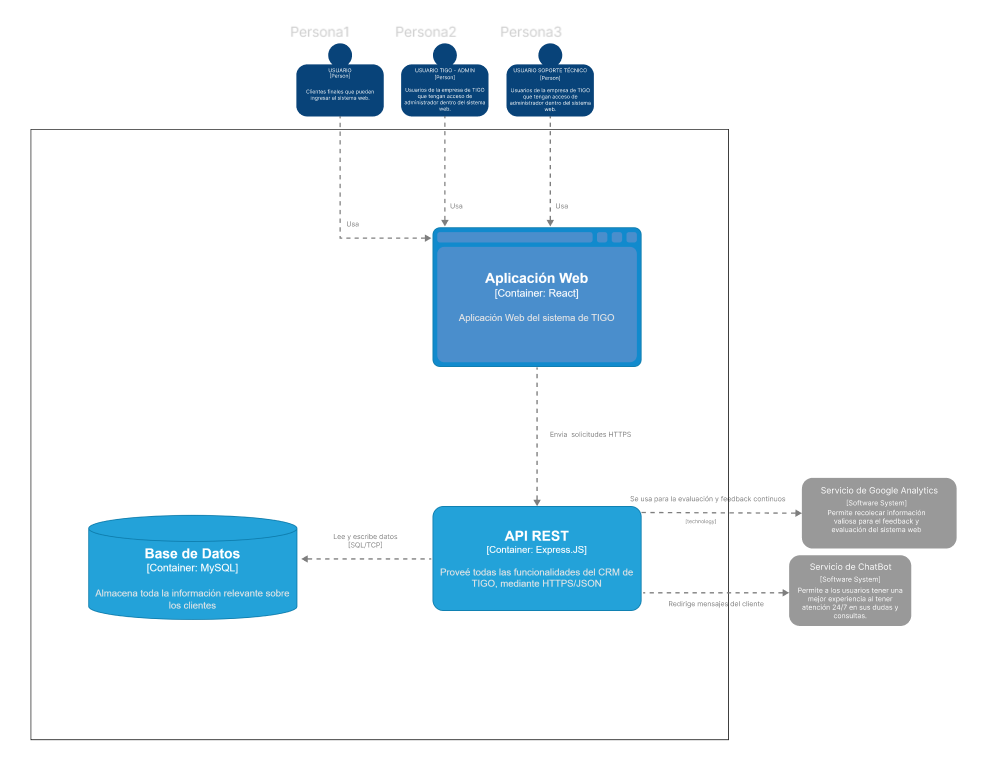 Persona1
Persona2
Persona3
USUARIO
[Person]
Clientes finales que pueden
ingresar el sistema web.
USUARIO TIGO - ADMIN
[Person]
Usuarios de la empresa de TIGO
que tengan acceso de
administrador dentro del sistema
web.
USUARIO SOPORTE TÉCNICO
[Person]
Usuarios de la empresa de TIGO
que tengan acceso de
administrador dentro del sistema
web.
Usa
Usa
Usa
Aplicación Web
[Container: React]
Aplicación Web del sistema de TIGO
Envía solicitudes HTTPS
Lee y escribe datos
[SQL/TCP]
Base de Datos
[Container: MySQL]
Almacena toda la información relevante sobre
los clientes
API REST
[Container: Express.JS]
Proveé todas las funcionalidades del CRM de
TIGO, mediante HTTPS/JSON
Se usa para la evaluación y feedback continuos
[technology]
Servicio de Google Analytics
[Software System]
Permite recolecar información
valiosa para el feedback y
evaluación del sistema web
Redirige mensajes del cliente
Servicio de ChatBot
[Software System]
Permite a los usuarios tener una
mejor experiencia al tener
atención 24/7 en sus dudas y
consultas.